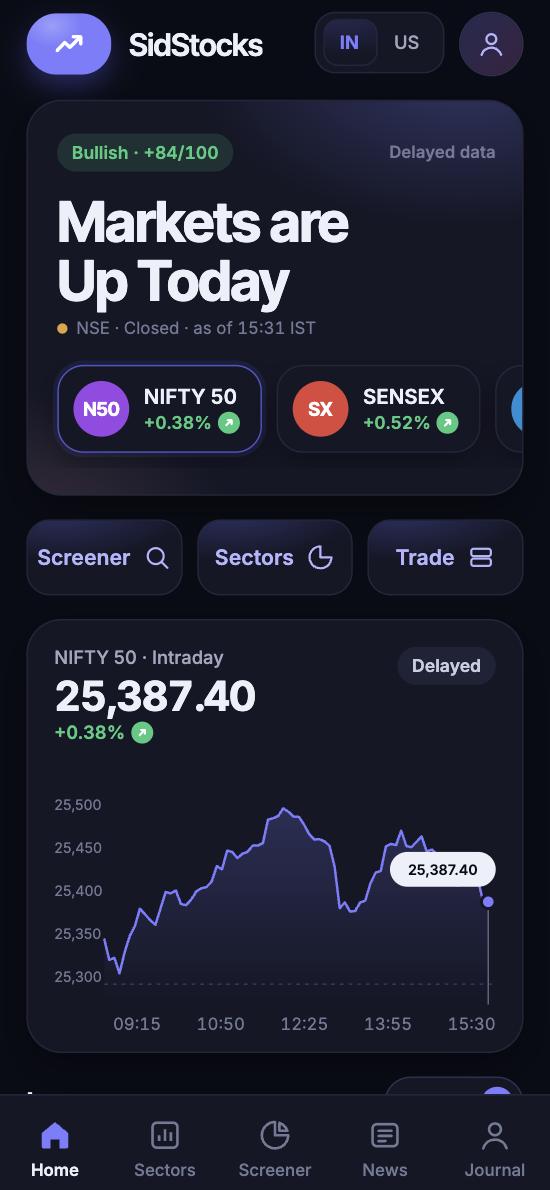 SidStocks
IN US
Bullish · +84/100
Delayed data
Markets are
Up Today
NSE · Closed · as of 15:31 IST
N50 NIFTY 50 +0.38%
SX SENSEX +0.52%
Screener Sectors Trade
NIFTY 50 · Intraday
Delayed
25,387.40
+0.38%
25,500
25,450
25,400
25,350
25,300
25,387.40
09:15 10:50 12:25 13:55 15:30
Home Sectors Screener News Journal